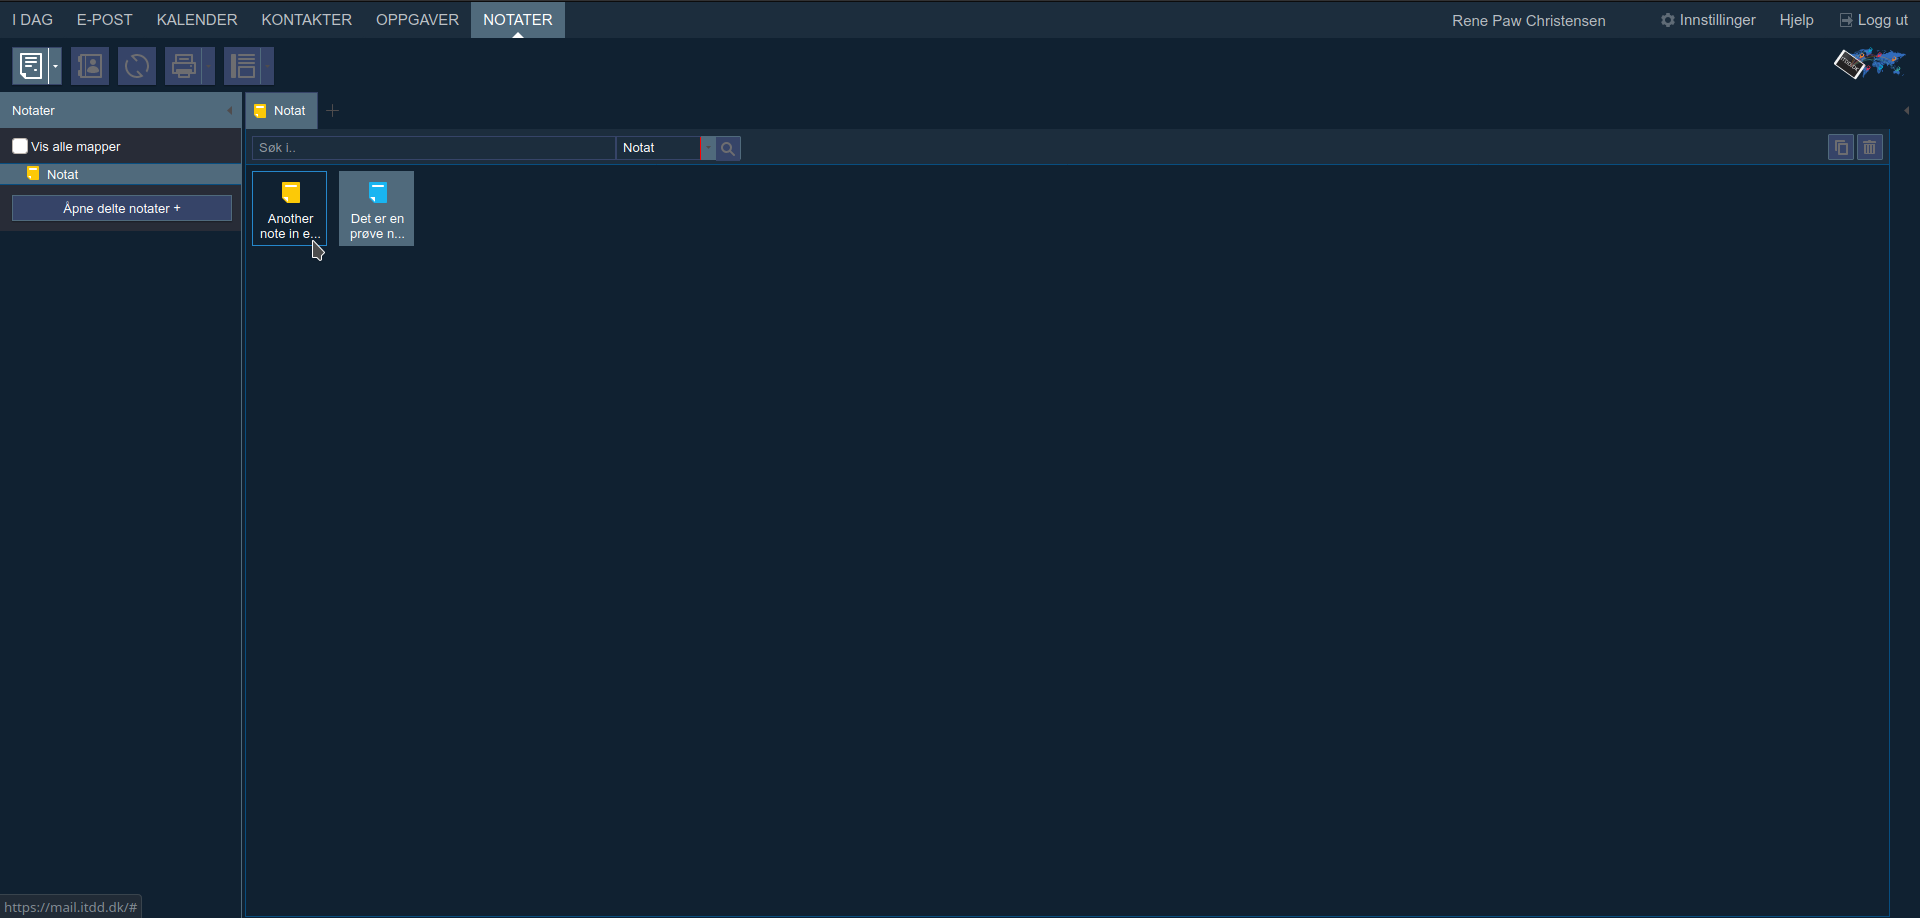 I DAG
E-POST
KALENDER
KONTAKTER
OPPGAVER
NOTATER
Rene Paw Christensen
Innstillinger
Hjelp
Logg ut
Notater
Notat
Vis alle mapper
Søk i..
Notat
Notat
Åpne delte notater +
Another
note in e...
Det er en
prøve n...
https://mail.itdd.dk/#